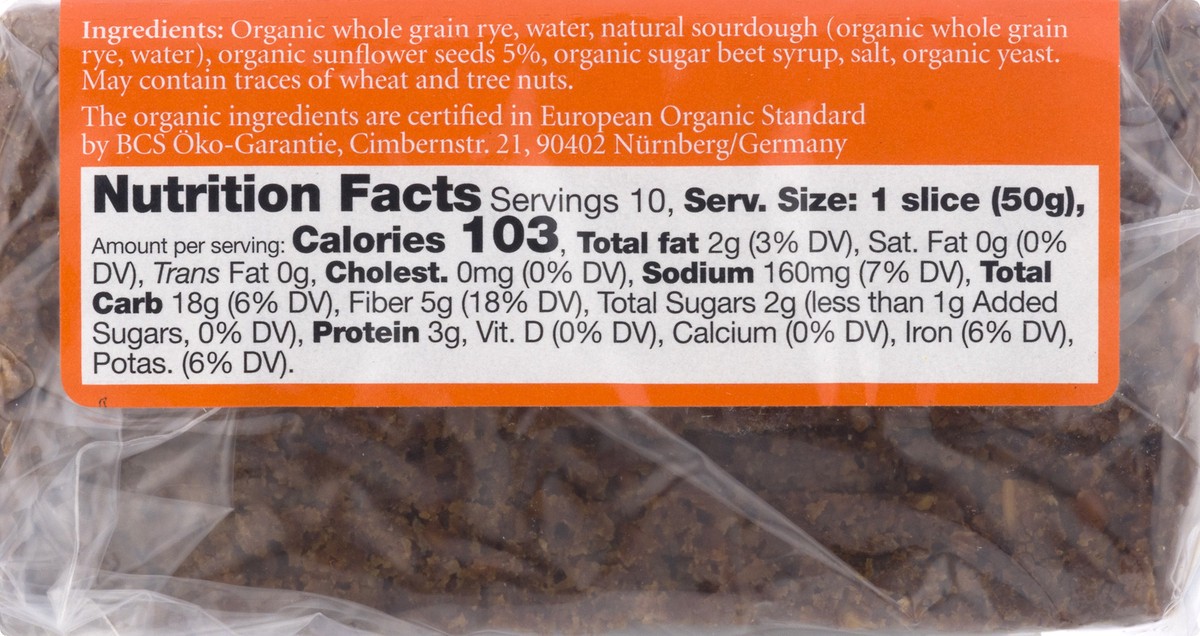 Ingredients: Organic whole grain rye, water, natural sourdough (organic whole grain
rye, water), organic sunflower seeds 5%, organic sugar beet syrup, salt, organic yeast.
May contain traces of wheat and tree nuts.
The organic ingredients are certified in European Organic Standard
by BCS Öko-Garantie, Cimbernstr. 21, 90402 Nürnberg/Germany
Nutrition Facts Servings 10, Serv. Size: 1 slice (50g),
Amount per serving: Calories 103, Total fat 2g (3% DV), Sat. Fat 0g (0%
DV), Trans Fat 0g, Cholest. 0mg (0% DV), Sodium 160mg (7% DV), Total
Carb 18g (6% DV), Fiber 5g (18% DV), Total Sugars 2g (less than 1g Added
Sugars, 0% DV), Protein 3g, Vit. D (0% DV), Calcium (0% DV), Iron (6% DV),
Potas. (6% DV).